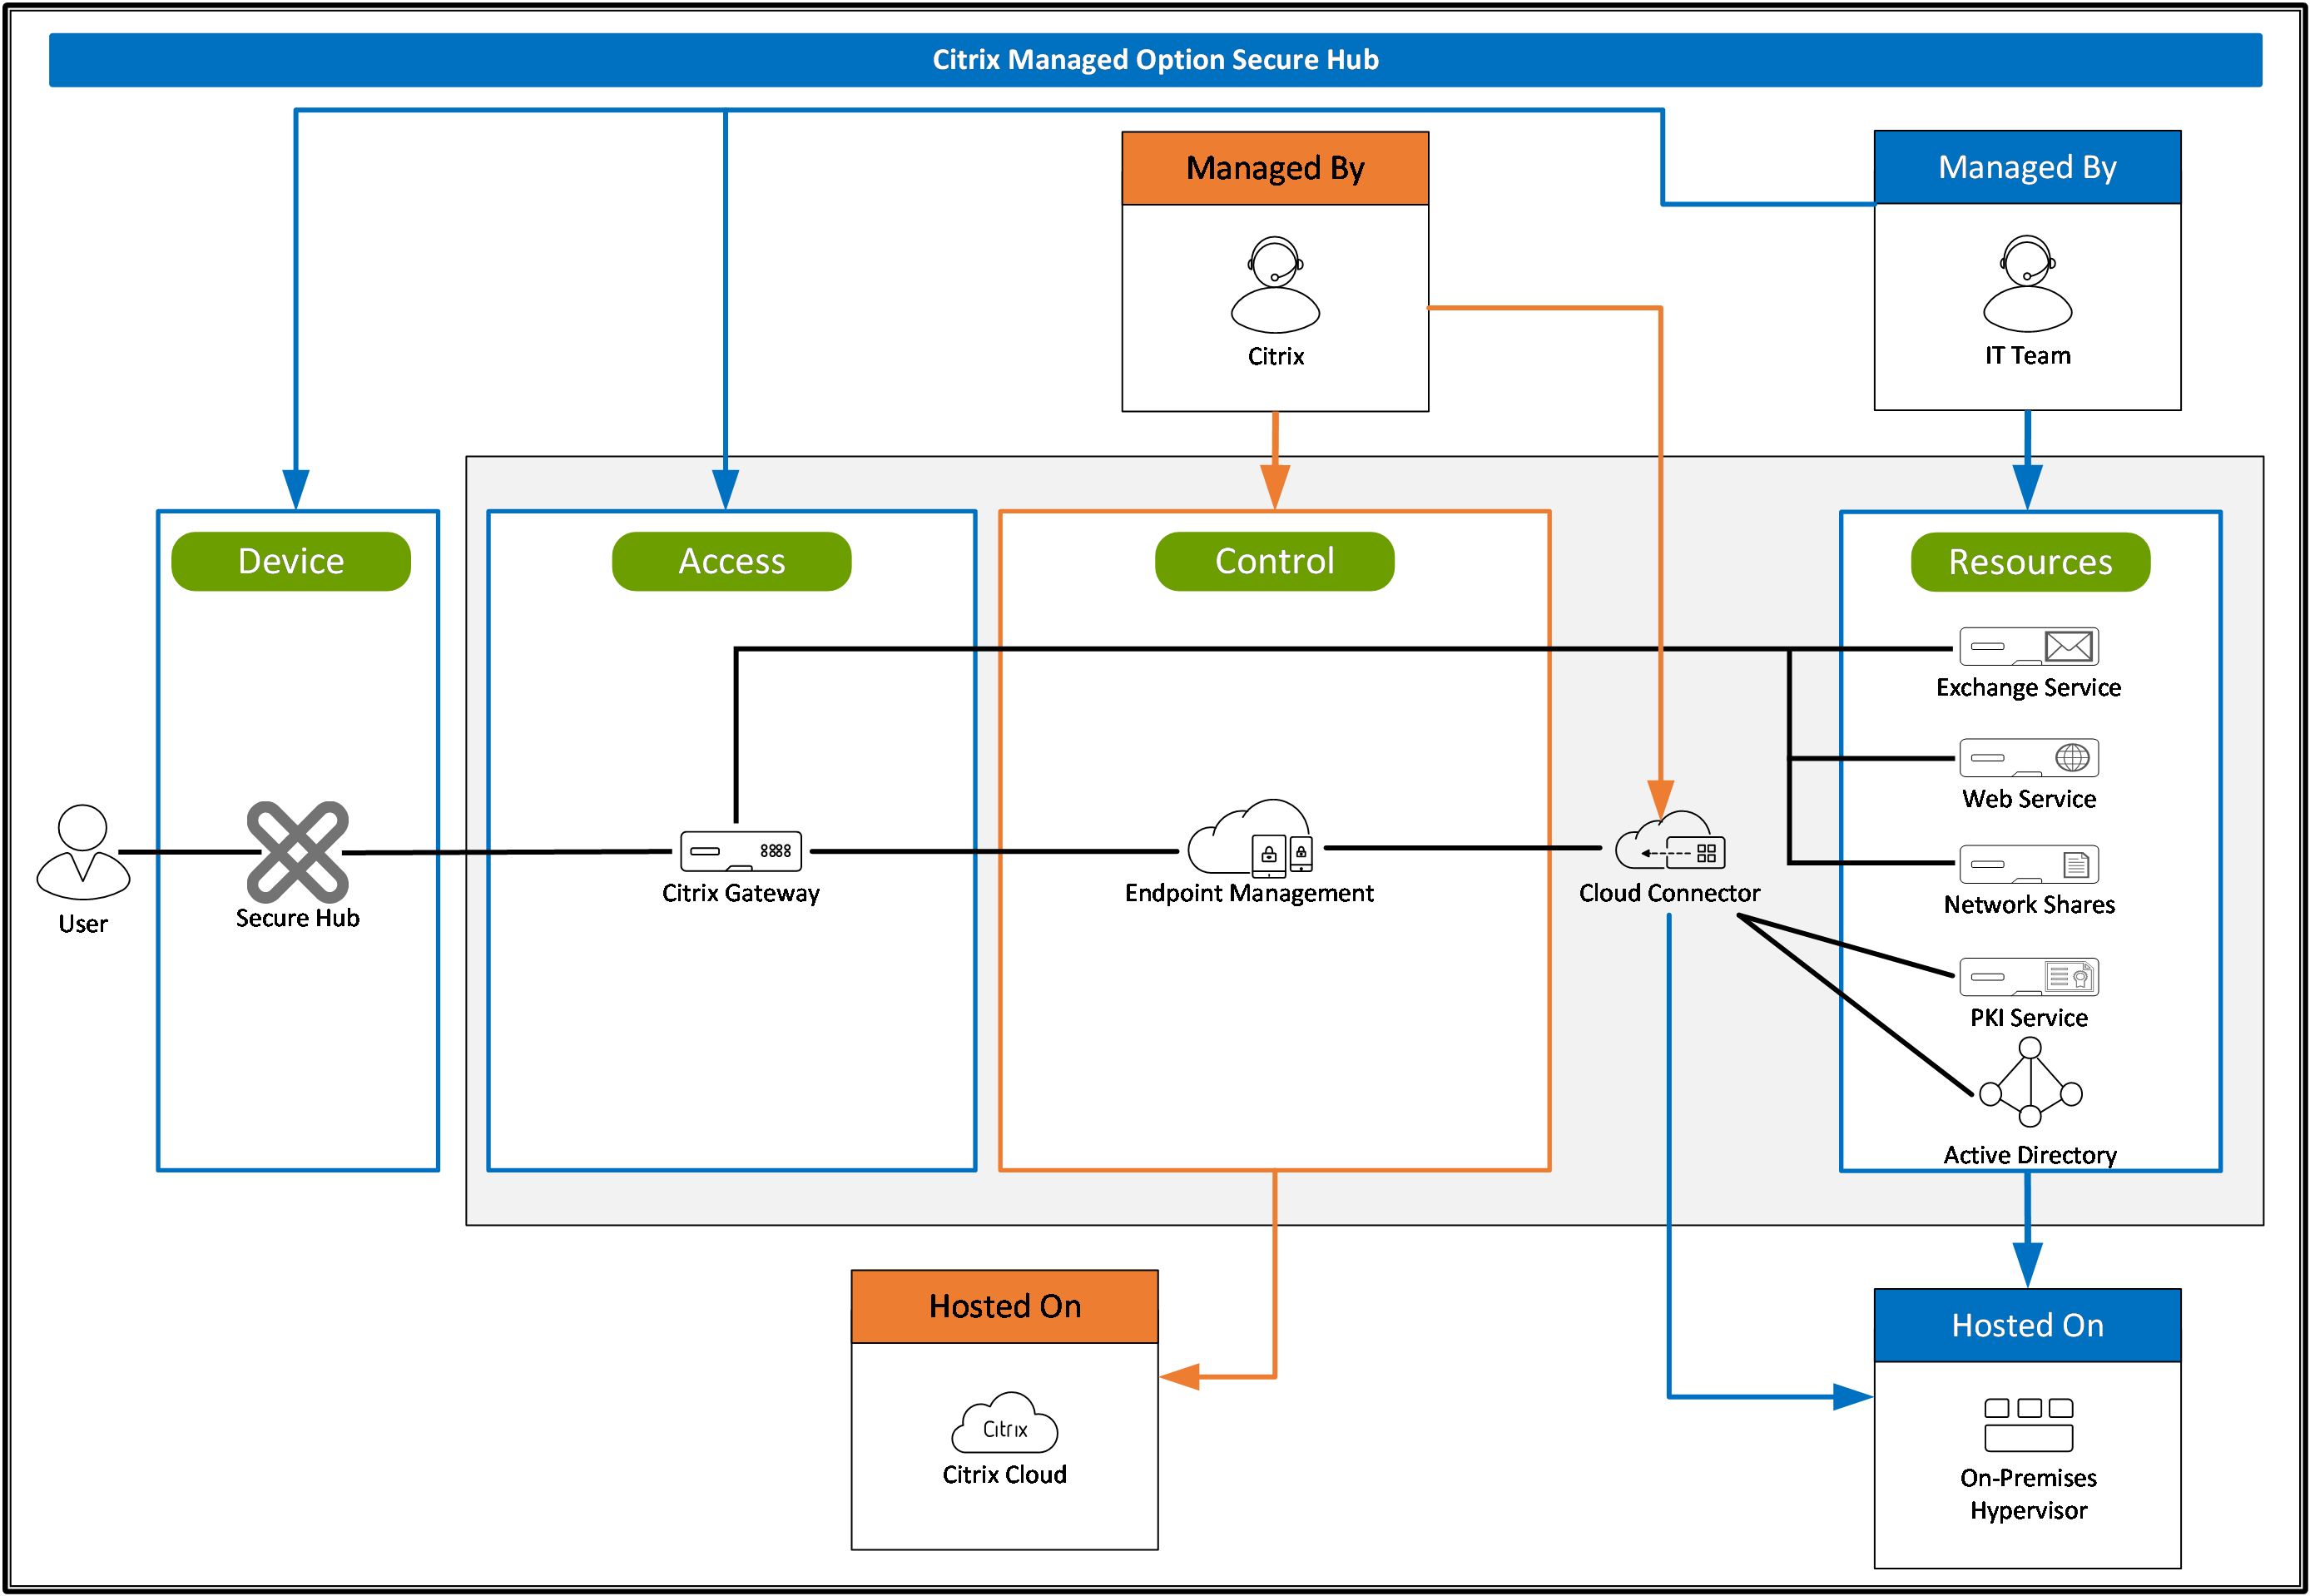 Citrix Managed Option Secure Hub
Managed By
Citrix
Managed By
IT Team
Device
Access
Control
Resources
Exchange Service
Web Service
Network Shares
PKI Service
Active Directory
User
Secure Hub
Citrix Gateway
Endpoint Management
Cloud Connector
Hosted On
Citrix
Citrix Cloud
Hosted On
On-Premises
Hypervisor